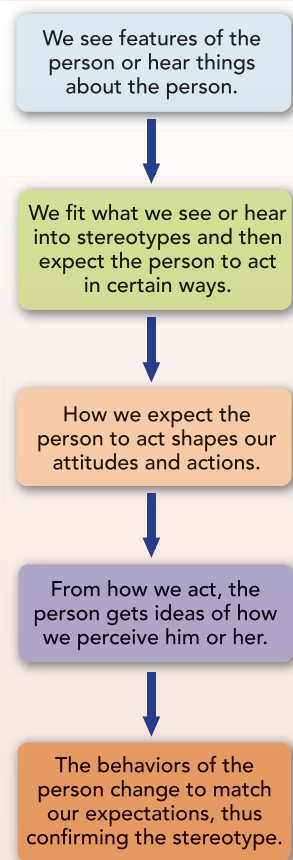 We see features of the
person or hear things
about the person.
We fit what we see or hear
into stereotypes and then
expect the person to act
in certain ways.
How we expect the
person to act shapes our
attitudes and actions.
From how we act, the
person gets ideas of how
we perceive him or her.
The behaviors of the
person change to match
our expectations, thus
confirming the stereotype.